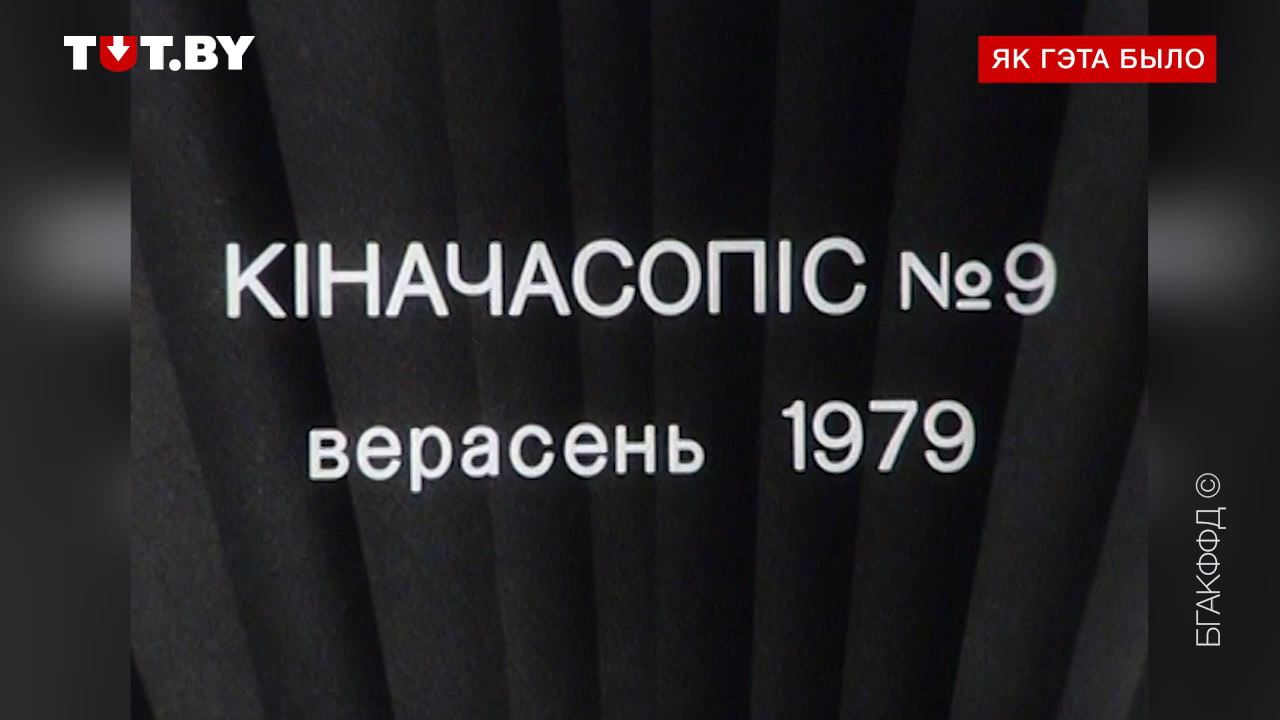 TUT.BY
ЯК ГЭТА БЫЛО
КІНАЧАСОПІС №9
верасень 1979
БГАКФФД ©